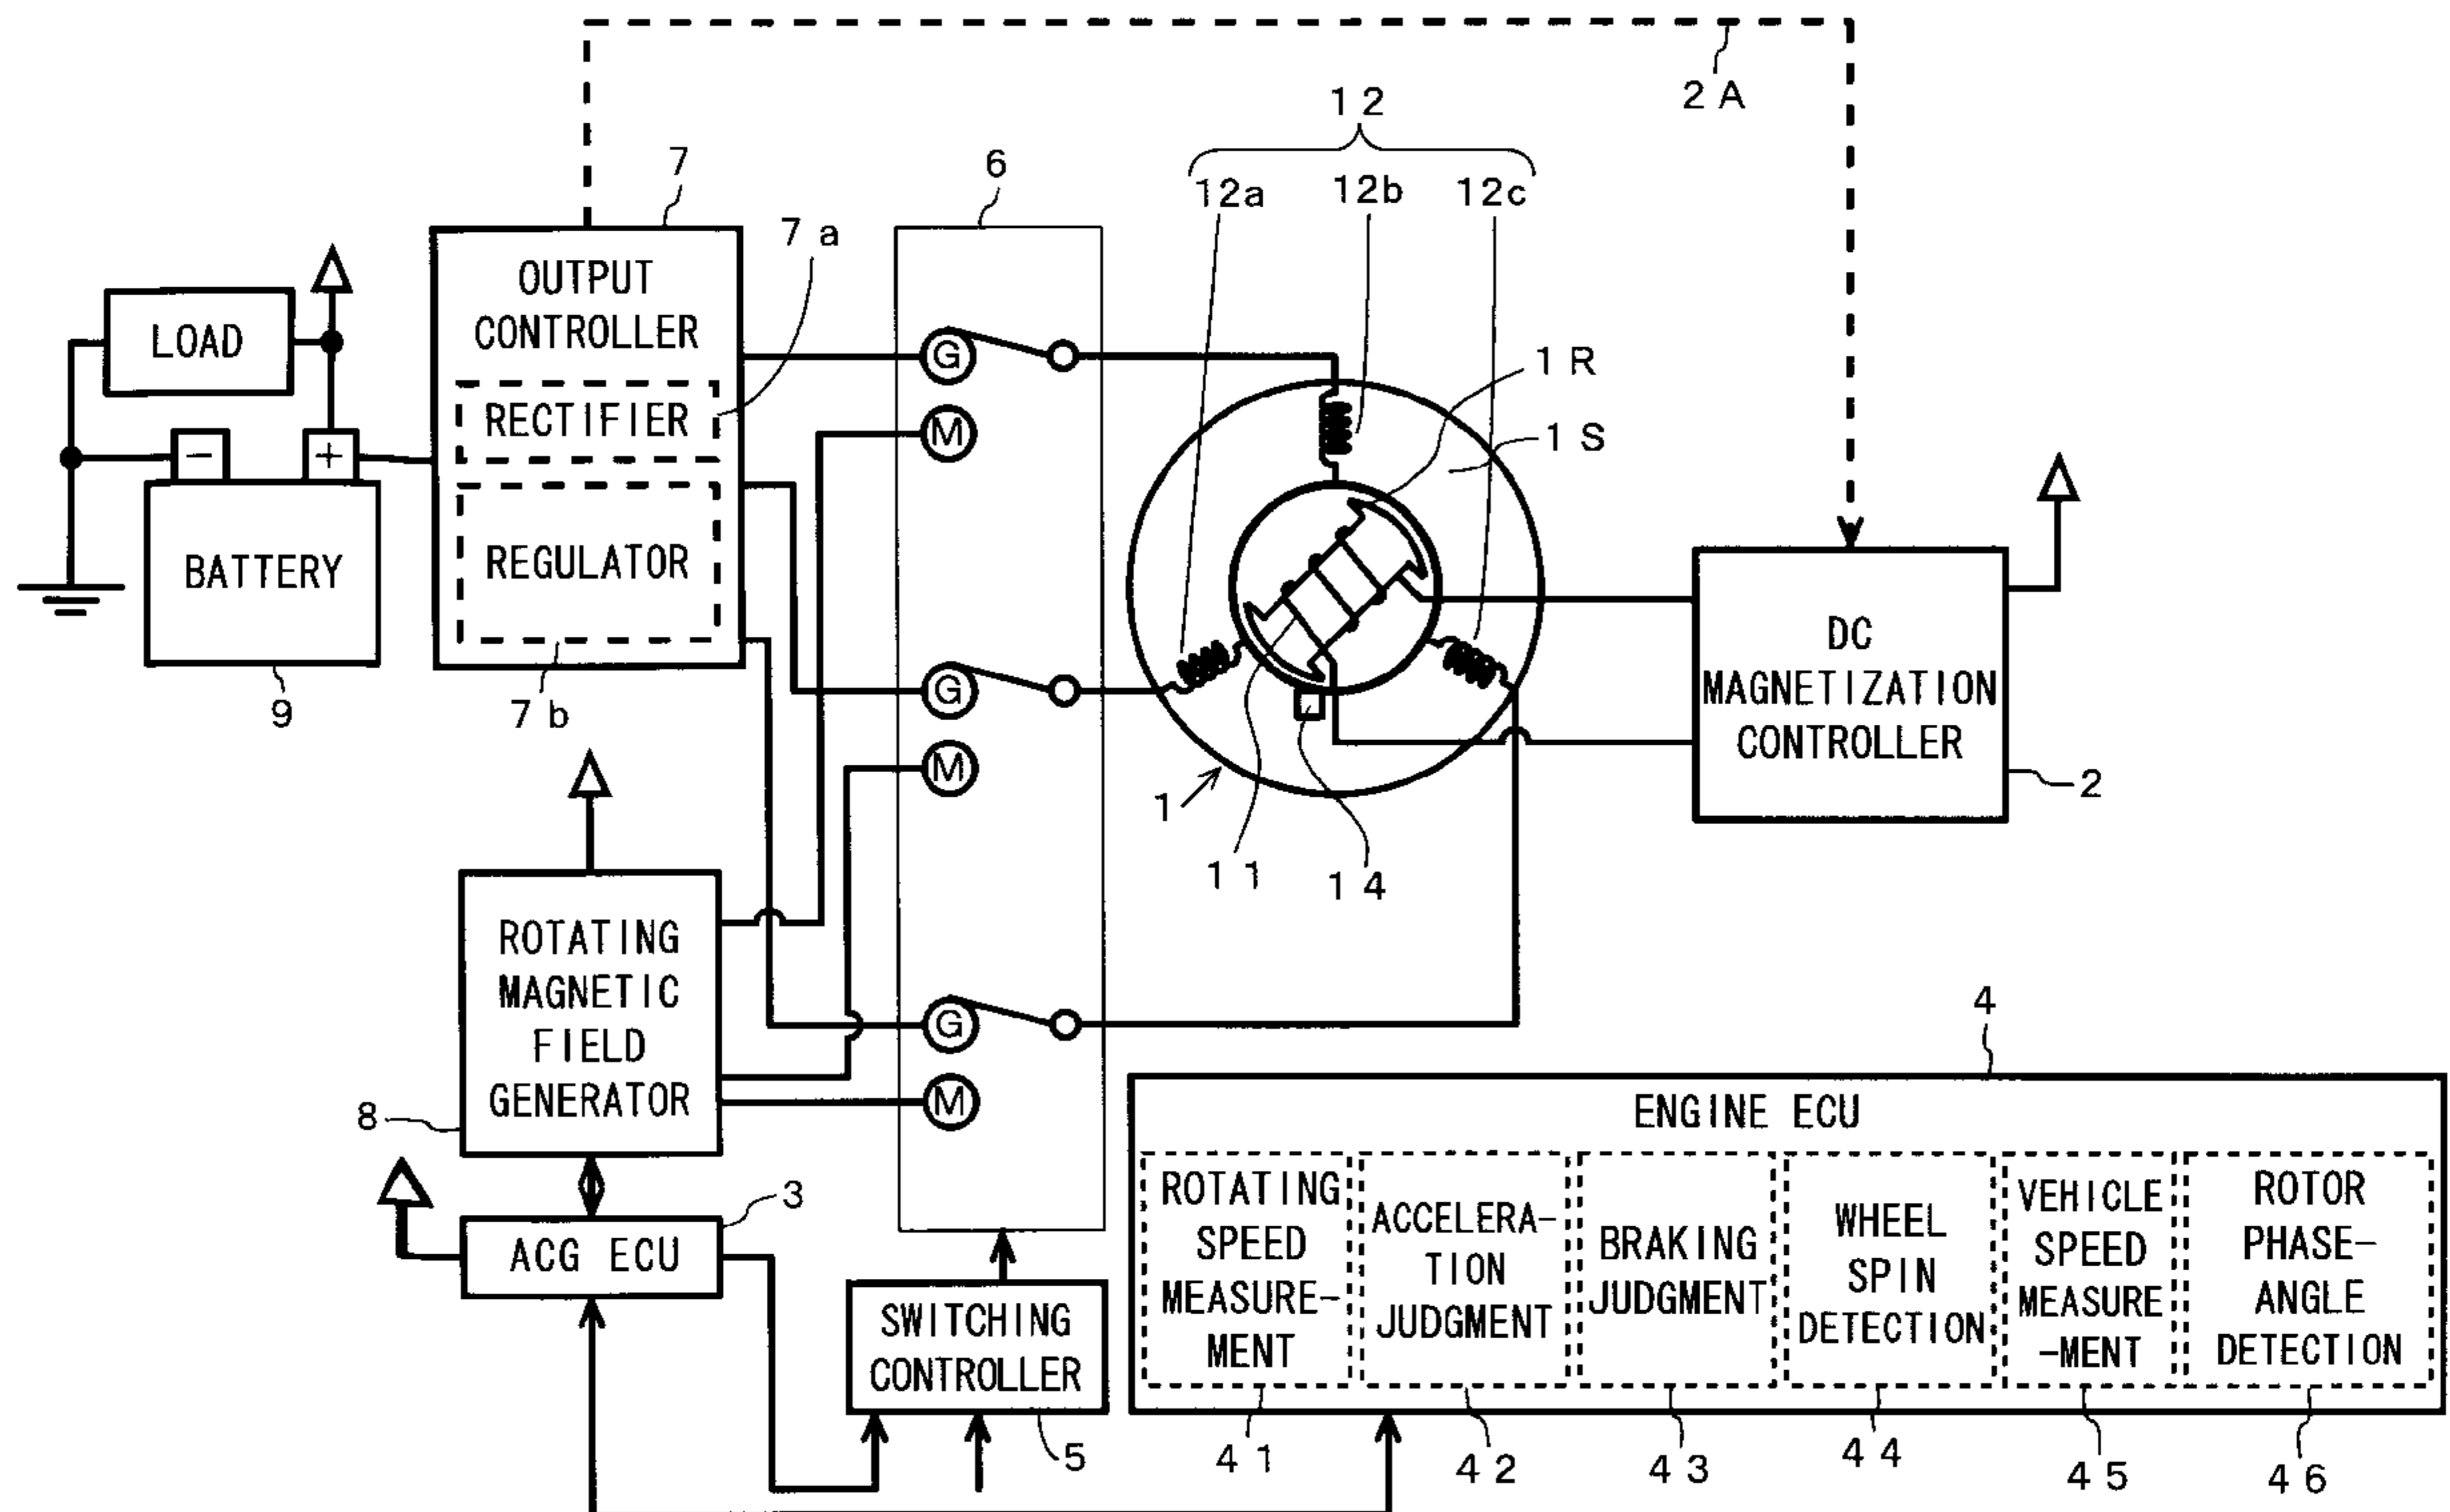 2A
12
12a 12b 12c
7
6
7a
OUTPUT
CONTROLLER
RECTIFIER
REGULATOR
7b
LOAD
−
+
BATTERY
9
G
M
G
M
G
M
1R
1S
1
11
14
DC
MAGNETIZATION
CONTROLLER
2
ROTATING
MAGNETIC
FIELD
GENERATOR
8
3
ACG ECU
SWITCHING
CONTROLLER
5
4
ENGINE ECU
ROTATING
SPEED
MEASURE-
MENT
ACCELERA-
TION
JUDGMENT
BRAKING
JUDGMENT
WHEEL
SPIN
DETECTION
VEHICLE
SPEED
MEASURE
-MENT
ROTOR
PHASE-
ANGLE
DETECTION
41
42
43
44
45
46